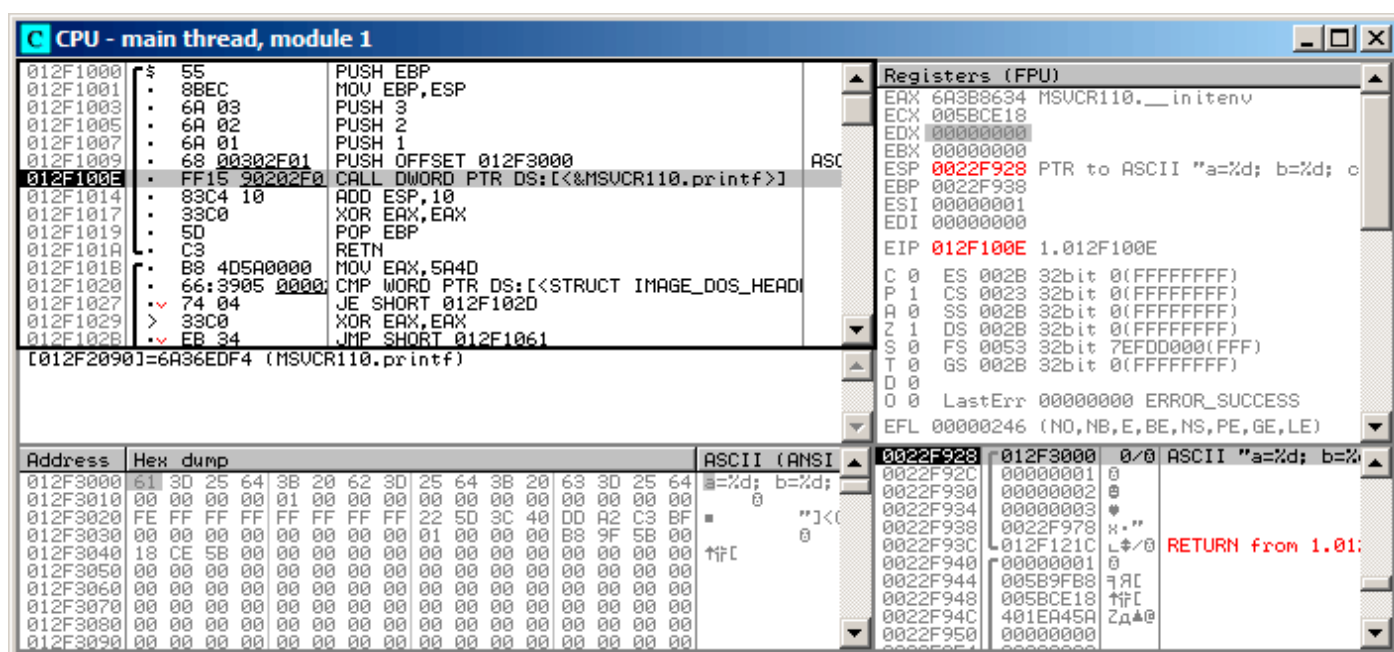 C CPU - main thread, module 1
012F1000 $ 55 PUSH EBP
012F1001 . 8BEC MOV EBP,ESP
012F1003 . 6A 03 PUSH 3
012F1005 . 6A 02 PUSH 2
012F1007 . 6A 01 PUSH 1
012F1009 . 68 00302F01 PUSH OFFSET 012F3000 ASC
012F100E . FF15 90202F0 CALL DWORD PTR DS:[<&MSVCR110.printf>]
012F1014 . 83C4 10 ADD ESP,10
012F1017 . 33C0 XOR EAX,EAX
012F1019 . 5D POP EBP
012F101A . C3 RETN
012F101B . B8 4D5A0000 MOV EAX,5A4D
012F1020 . 66:3905 0000 CMP WORD PTR DS:[<STRUCT IMAGE_DOS_HEAD
012F1027 . 74 04 JE SHORT 012F102D
012F1029 > 33C0 XOR EAX,EAX
012F102B . EB 34 JMP SHORT 012F1061
[012F2090]=6A36EDF4 (MSVCR110.printf)
Registers (FPU)
EAX 6A3B8634 MSVCR110.__initenv
ECX 005BCE18
EDX 00000000
EBX 00000000
ESP 0022F928 PTR to ASCII "a=%d; b=%d; c
EBP 0022F938
ESI 00000001
EDI 00000000
EIP 012F100E 1.012F100E
C 0 ES 002B 32bit 0(FFFFFFFF)
P 1 CS 0023 32bit 0(FFFFFFFF)
A 0 SS 002B 32bit 0(FFFFFFFF)
Z 1 DS 002B 32bit 0(FFFFFFFF)
S 0 FS 0053 32bit 7EFDD000(FFF)
T 0 GS 002B 32bit 0(FFFFFFFF)
D 0
O 0 LastErr 00000000 ERROR_SUCCESS
EFL 00000246 (NO,NB,E,BE,NS,PE,GE,LE)
Address Hex dump ASCII (ANSI
012F3000 61 3D 25 64 3B 20 62 3D 25 64 3B 20 63 3D 25 64 a=%d; b=%d;
012F3010 00 00 00 00 01 00 00 00 00 00 00 00 00 00 00 00
012F3020 FE FF FF FF FF FF FF FF 22 5D 3C 40 DD A2 C3 BF "]<
012F3030 00 00 00 00 00 00 00 00 01 00 00 00 B8 9F 5B 00
012F3040 18 CE 5B 00 00 00 00 00 00 00 00 00 00 00 00 00 [
012F3050 00 00 00 00 00 00 00 00 00 00 00 00 00 00 00 00
012F3060 00 00 00 00 00 00 00 00 00 00 00 00 00 00 00 00
012F3070 00 00 00 00 00 00 00 00 00 00 00 00 00 00 00 00
012F3080 00 00 00 00 00 00 00 00 00 00 00 00 00 00 00 00
012F3090 00 00 00 00 00 00 00 00 00 00 00 00 00 00 00 00
0022F928 012F3000 0/0 ASCII "a=%d; b=%
0022F92C 00000001
0022F930 00000002
0022F934 00000003
0022F938 0022F978
0022F93C 012F121C RETURN from 1.01
0022F940 00000001
0022F944 005B9FB8
0022F948 005BCE18
0022F94C 401EA45A
0022F950 00000000